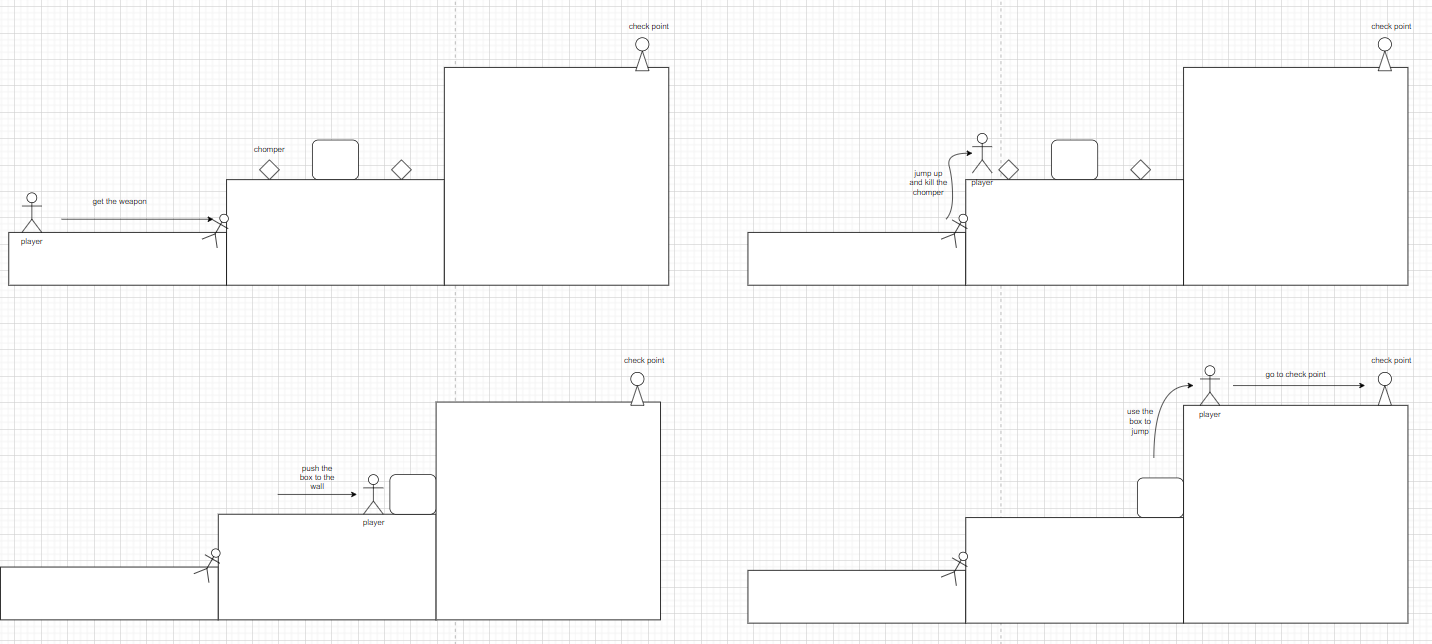 check point
chomper
get the weapon
player
check point
jump up
and kill the
chomper
player
check point
push the
box to the
wall
player
check point
go to check point
use the
box to
jump
player